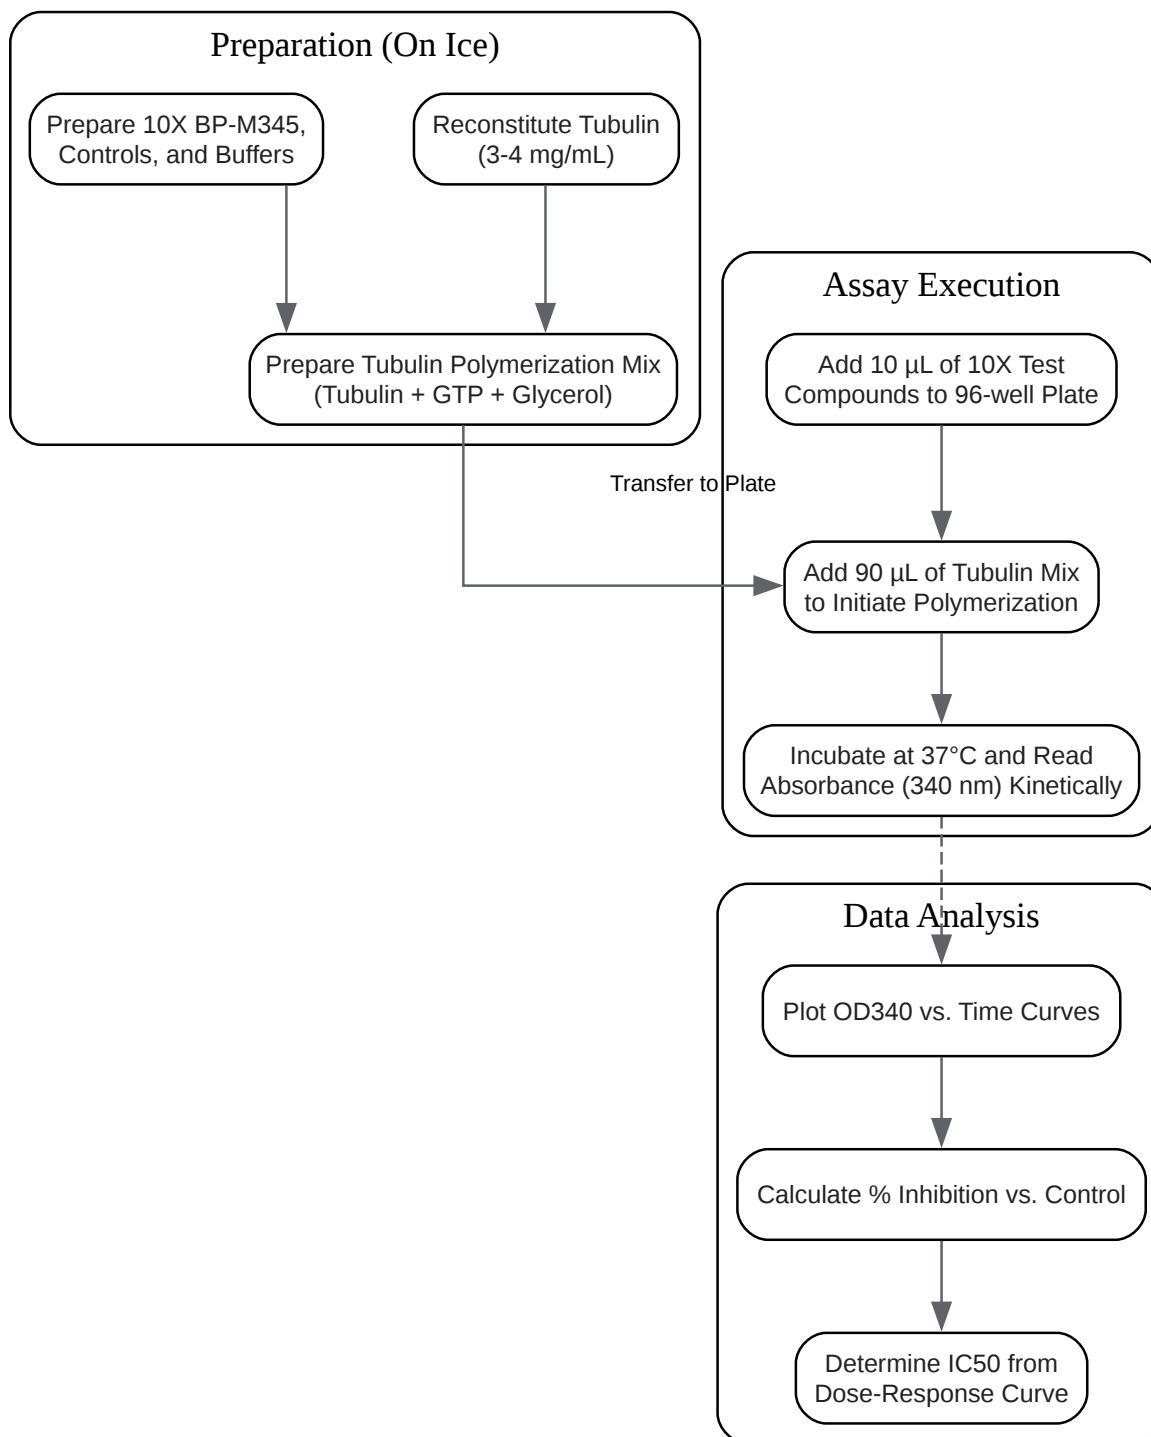 Preparation (On Ice)
Prepare 10X BP-M345,
Controls, and Buffers
Reconstitute Tubulin
(3-4 mg/mL)
Prepare Tubulin Polymerization Mix
(Tubulin + GTP + Glycerol)
Transfer to Plate
Assay Execution
Add 10 µL of 10X Test
Compounds to 96-well Plate
Add 90 µL of Tubulin Mix
to Initiate Polymerization
Incubate at 37°C and Read
Absorbance (340 nm) Kinetically
Data Analysis
Plot OD340 vs. Time Curves
Calculate % Inhibition vs. Control
Determine IC50 from
Dose-Response Curve